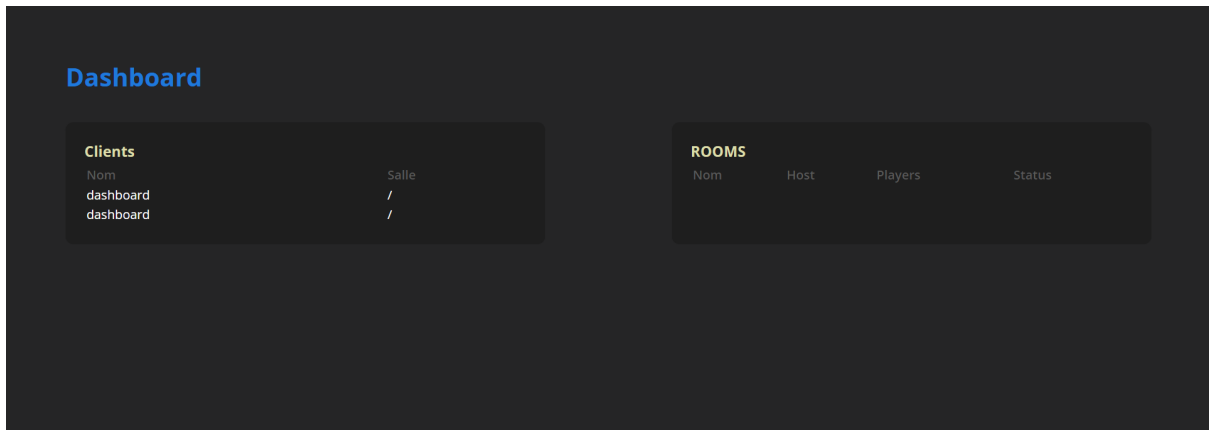 Dashboard
Clients
Nom Salle
dashboard /
dashboard /
ROOMS
Nom Host Players Status